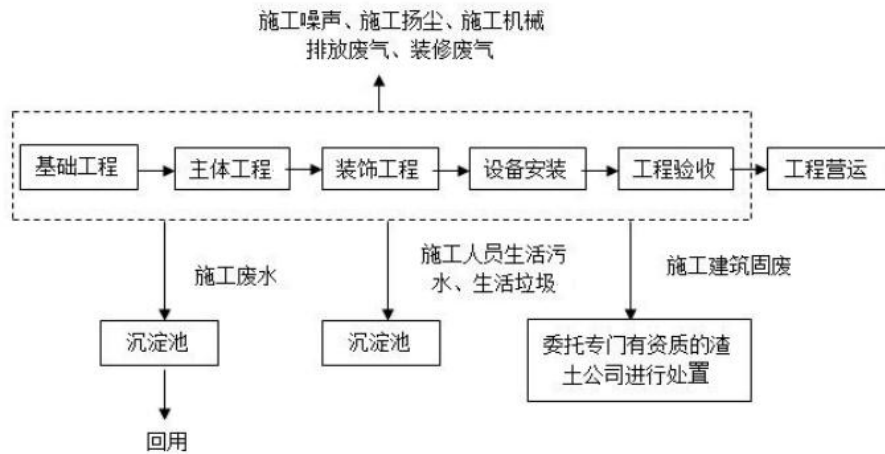 施工噪声、施工扬尘、施工机械
排放废气、装修废气
基础工程
主体工程
装饰工程
设备安装
工程验收
工程营运
施工废水
施工人员生活污
水、生活垃圾
施工建筑固废
沉淀池
沉淀池
委托专门有资质的渣
土公司进行处置
回用